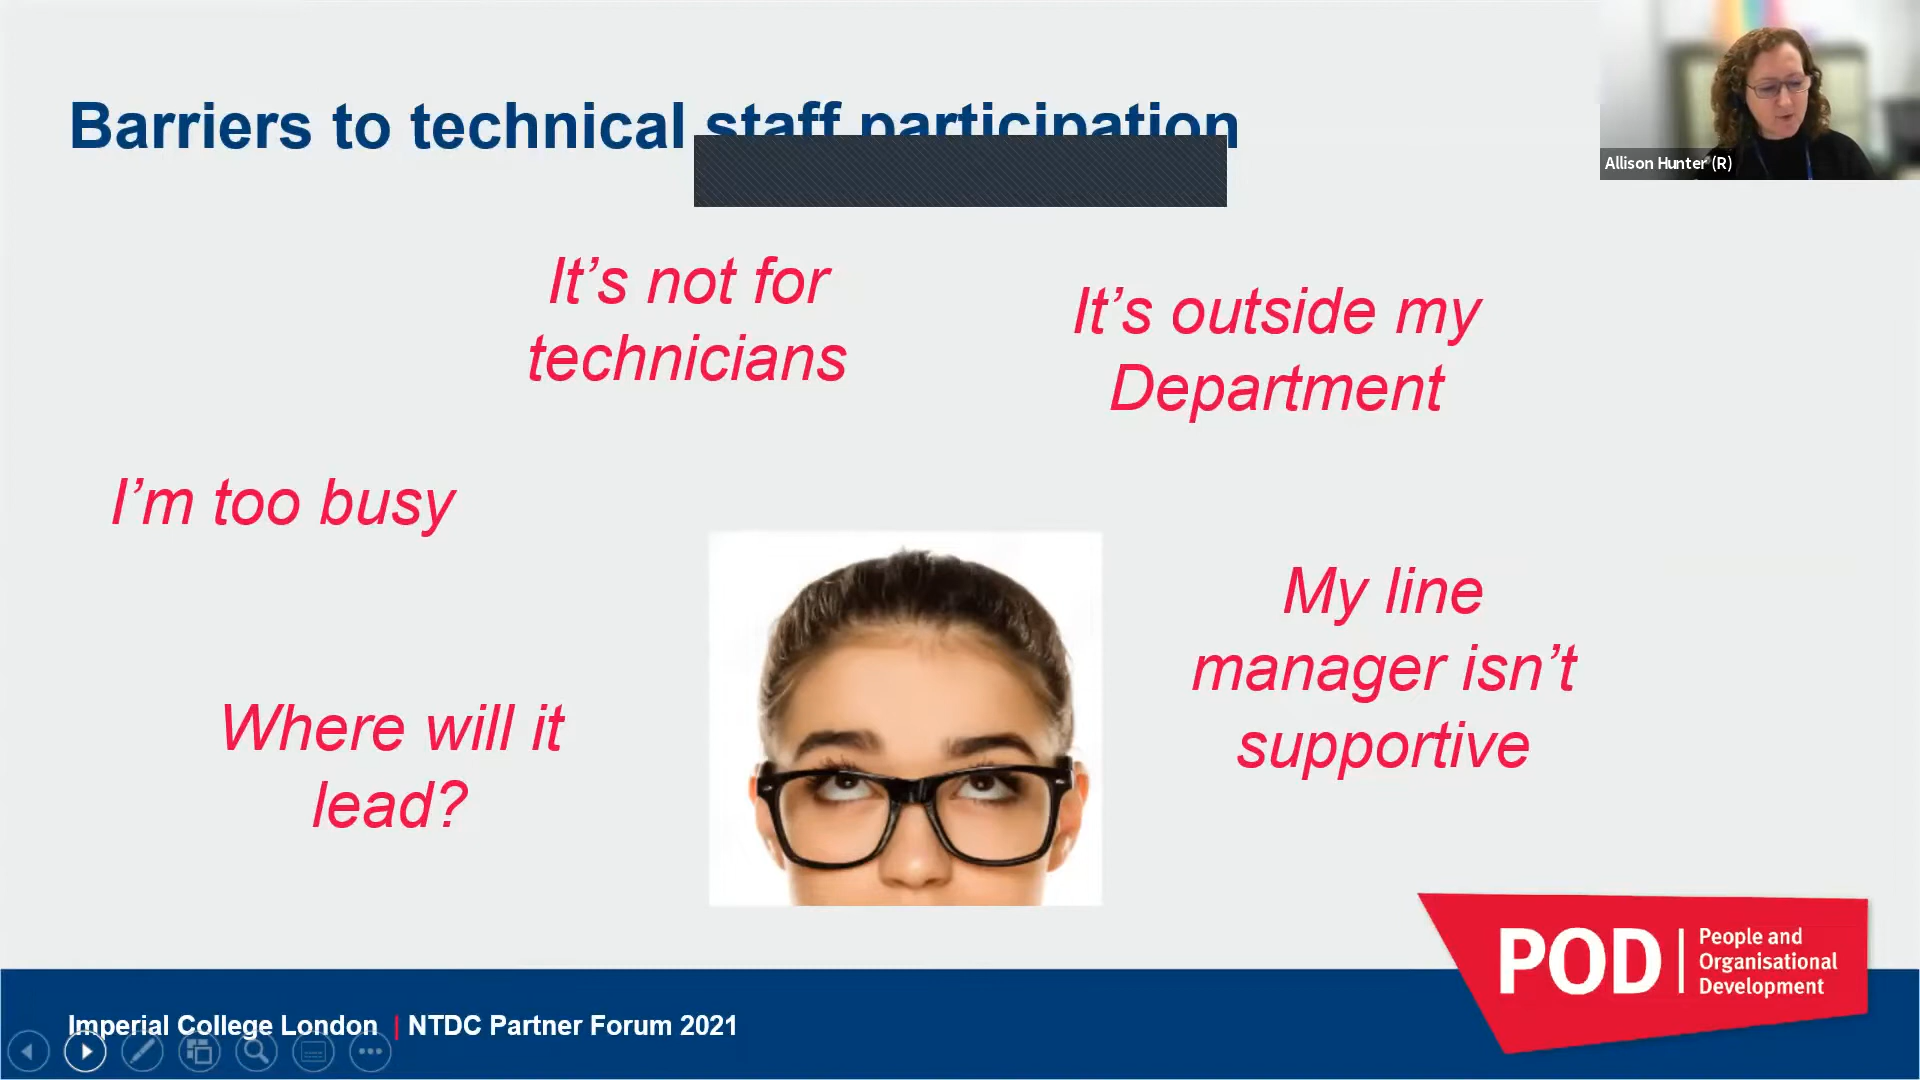 Barriers to technical staff participation
Allison Hunter (R)
It's not for
technicians
It's outside my
Department
I'm too busy
My line
manager isn't
supportive
Where will it
lead?
POD
People and
Organisational
Development
Imperial College London | NTDC Partner Forum 2021